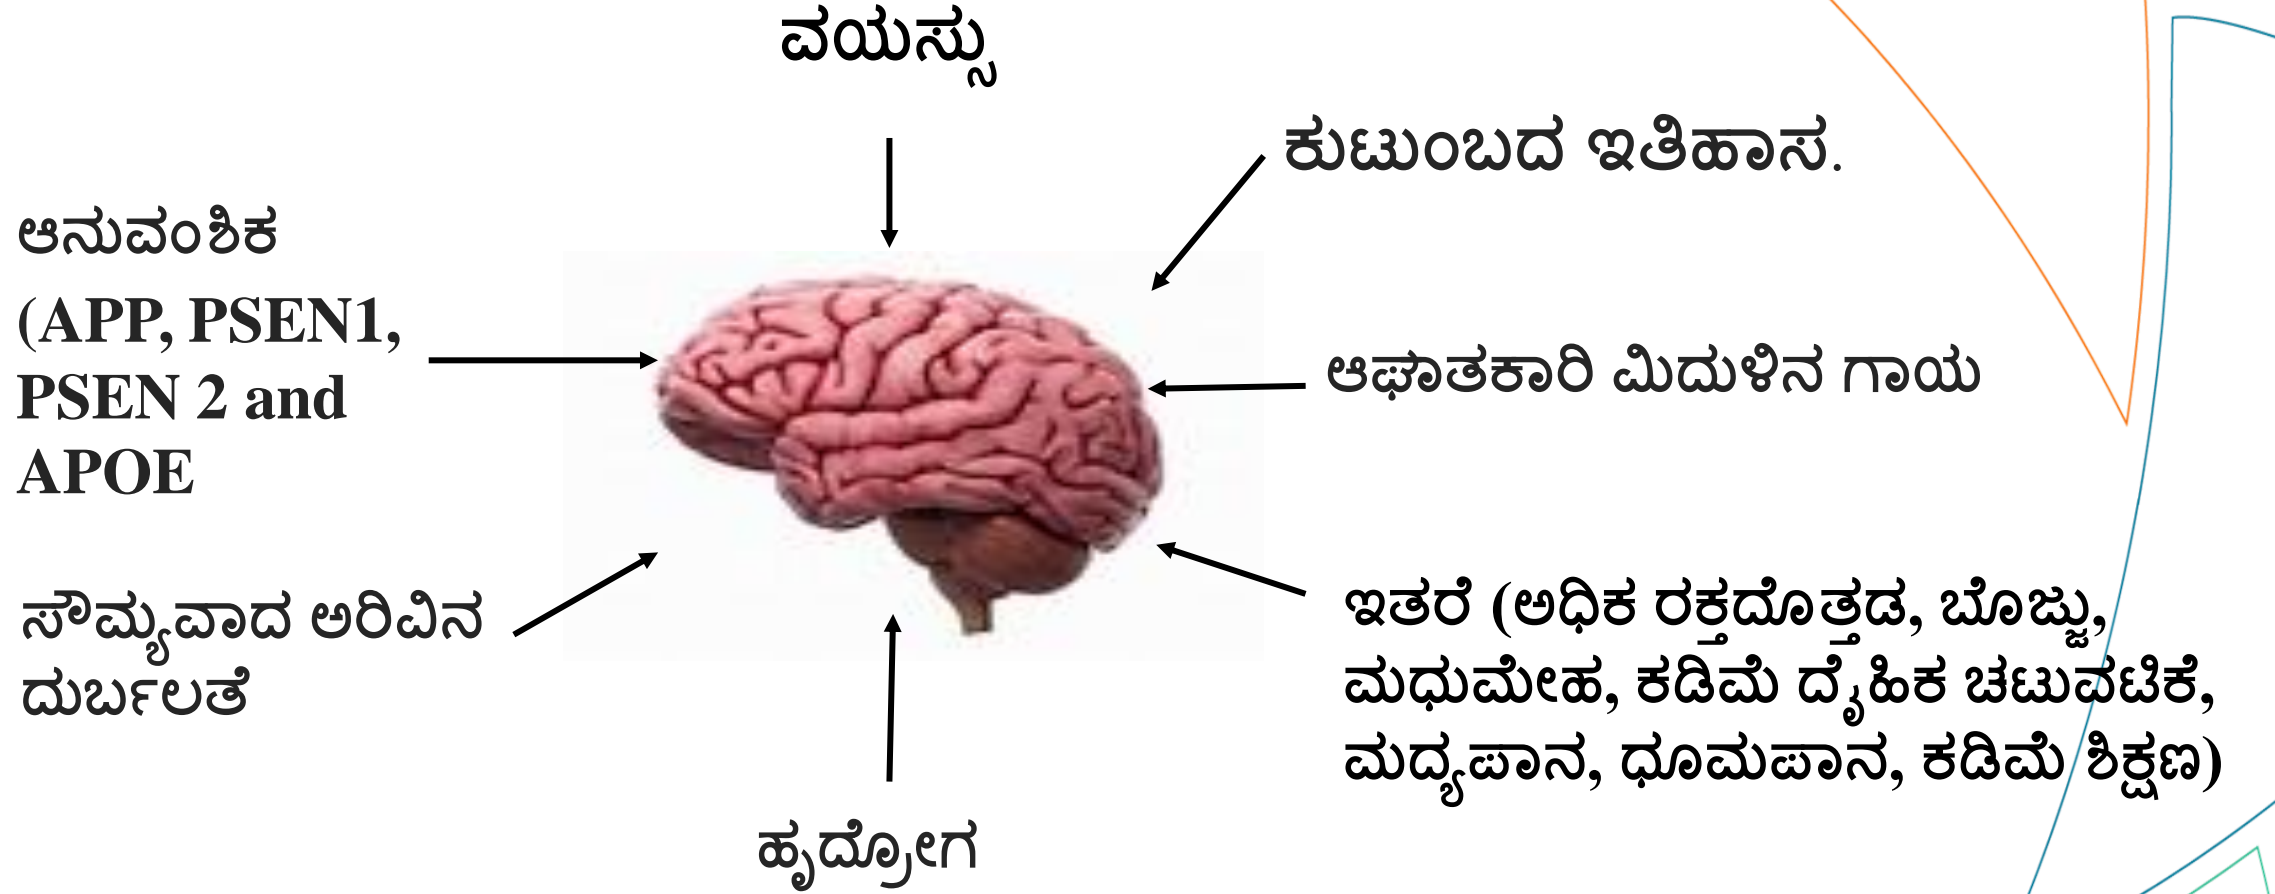 ವಯಸ್ಸು
ಕುಟುಂಬದ ಇತಿಹಾಸ.
ಆನುವಂಶಿಕ
(APP, PSEN1,
PSEN 2 and
APOE
ಆಘಾತಕಾರಿ ಮಿದುಳಿನ ಗಾಯ
ಸೌಮ್ಯವಾದ ಅರಿವಿನ
ದುರ್ಬಲತೆ
ಇತರೆ (ಅಧಿಕ ರಕ್ತದೊತ್ತಡ, ಬೊಜ್ಜು,
ಮಧುಮೇಹ, ಕಡಿಮೆ ದೈಹಿಕ ಚಟುವಟಿಕೆ,
ಮದ್ಯಪಾನ, ಧೂಮಪಾನ, ಕಡಿಮೆ ಶಿಕ್ಷಣ)
ಹೃದ್ರೋಗ